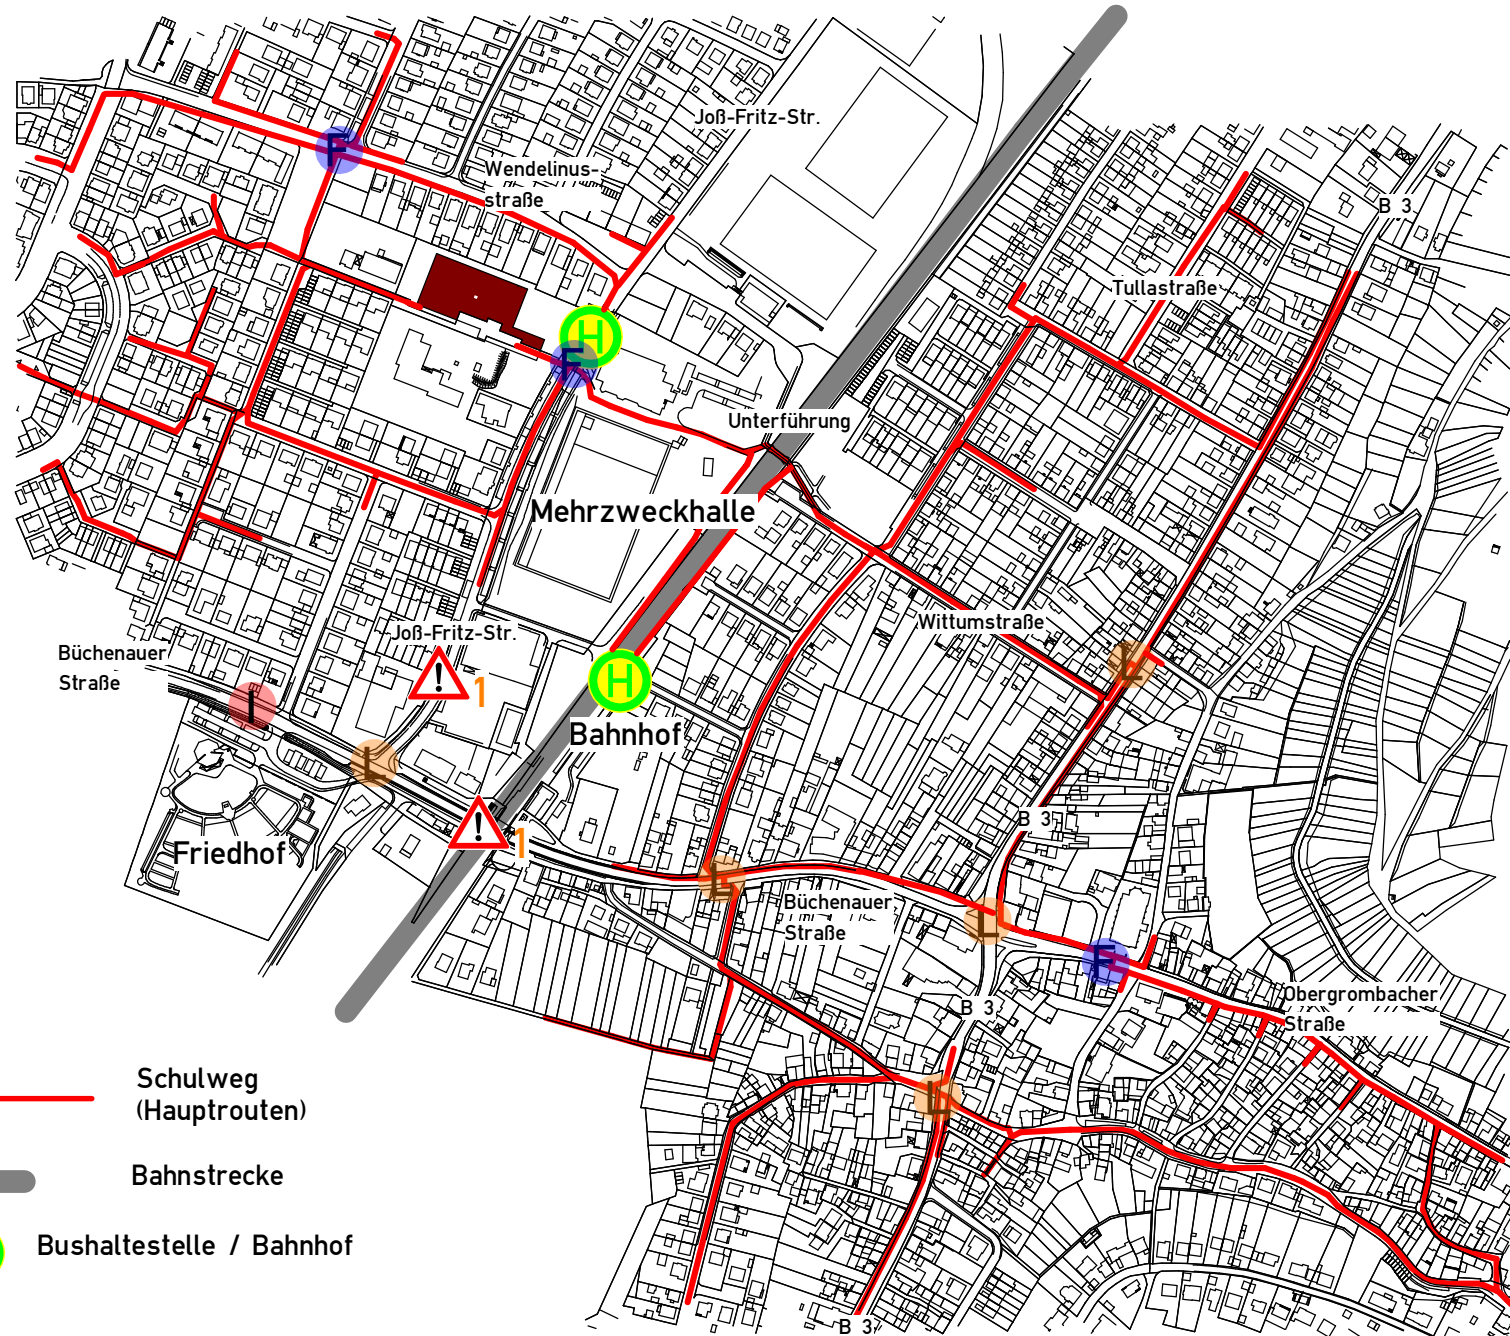 Joß-Fritz-Str.
F
Wendelinus-
straße
B 3
Tullastraße
H
F
Unterführung
Mehrzweckhalle
Wittumstraße
Joß-Fritz-Str.
Büchenauer
Straße
L
1
H
I
Bahnhof
L
B 3
1
Friedhof
L
Büchenauer
Straße
L
F
B 3
Obergrombacher
Straße
L
Schulweg
(Hauptrouten)
Bahnstrecke
Bushaltestelle / Bahnhof
B 3